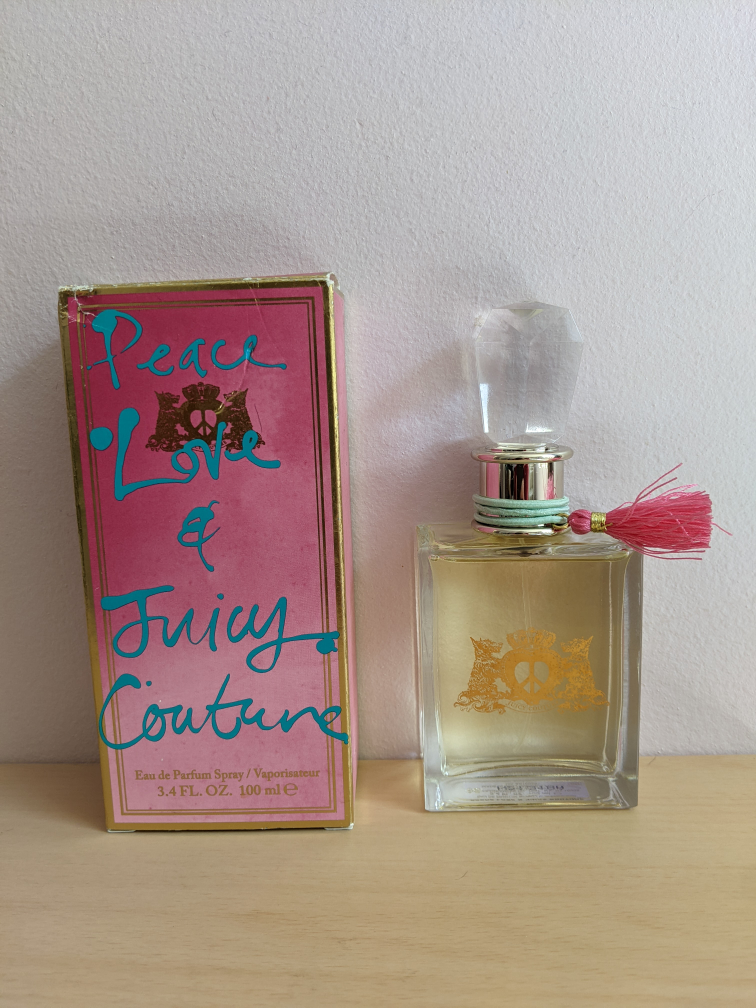 Peace
Love
&
Juicy
Couture
Eau de Parfum Spray / Vaporisateur
3.4 FL. OZ. 100 ml ℮